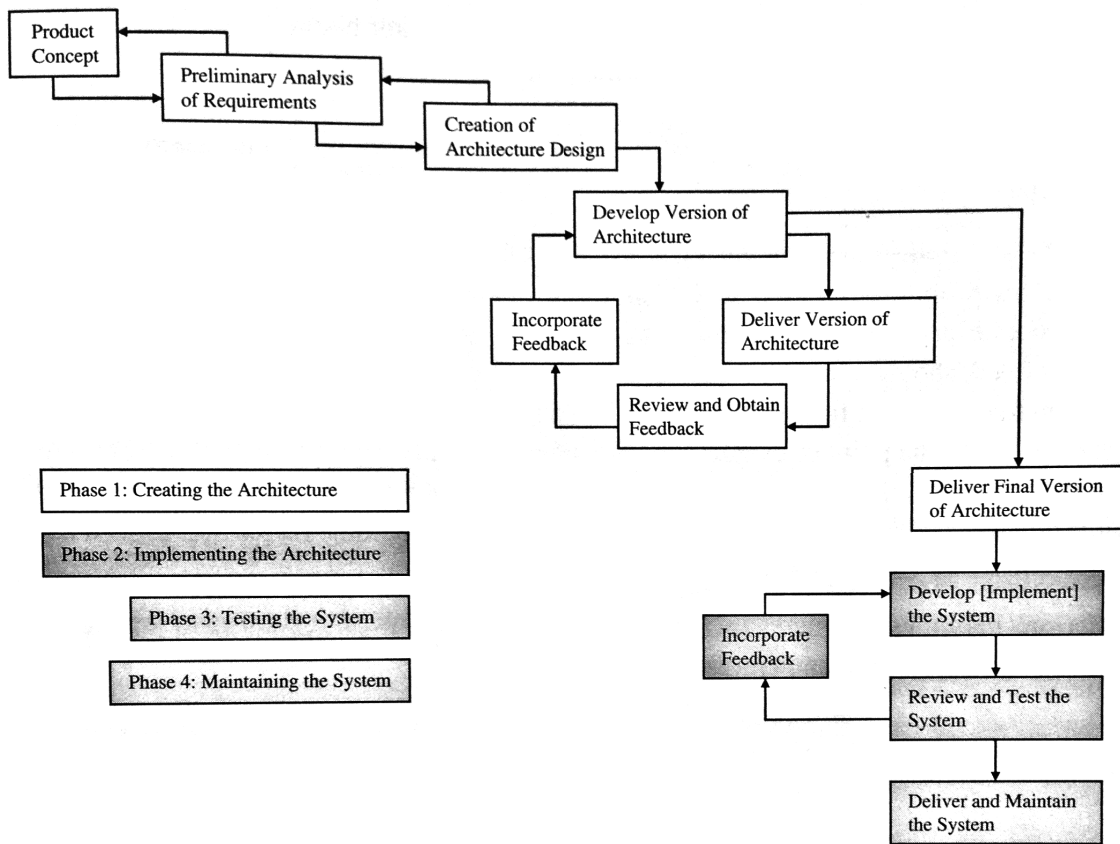 Product
Concept
Preliminary Analysis
of Requirements
Creation of
Architecture Design
Develop Version of
Architecture
Incorporate
Feedback
Deliver Version of
Architecture
Review and Obtain
Feedback
Deliver Final Version
of Architecture
Phase 1: Creating the Architecture
Phase 2: Implementing the Architecture
Phase 3: Testing the System
Phase 4: Maintaining the System
Develop [Implement]
the System
Incorporate
Feedback
Review and Test the
System
Deliver and Maintain
the System